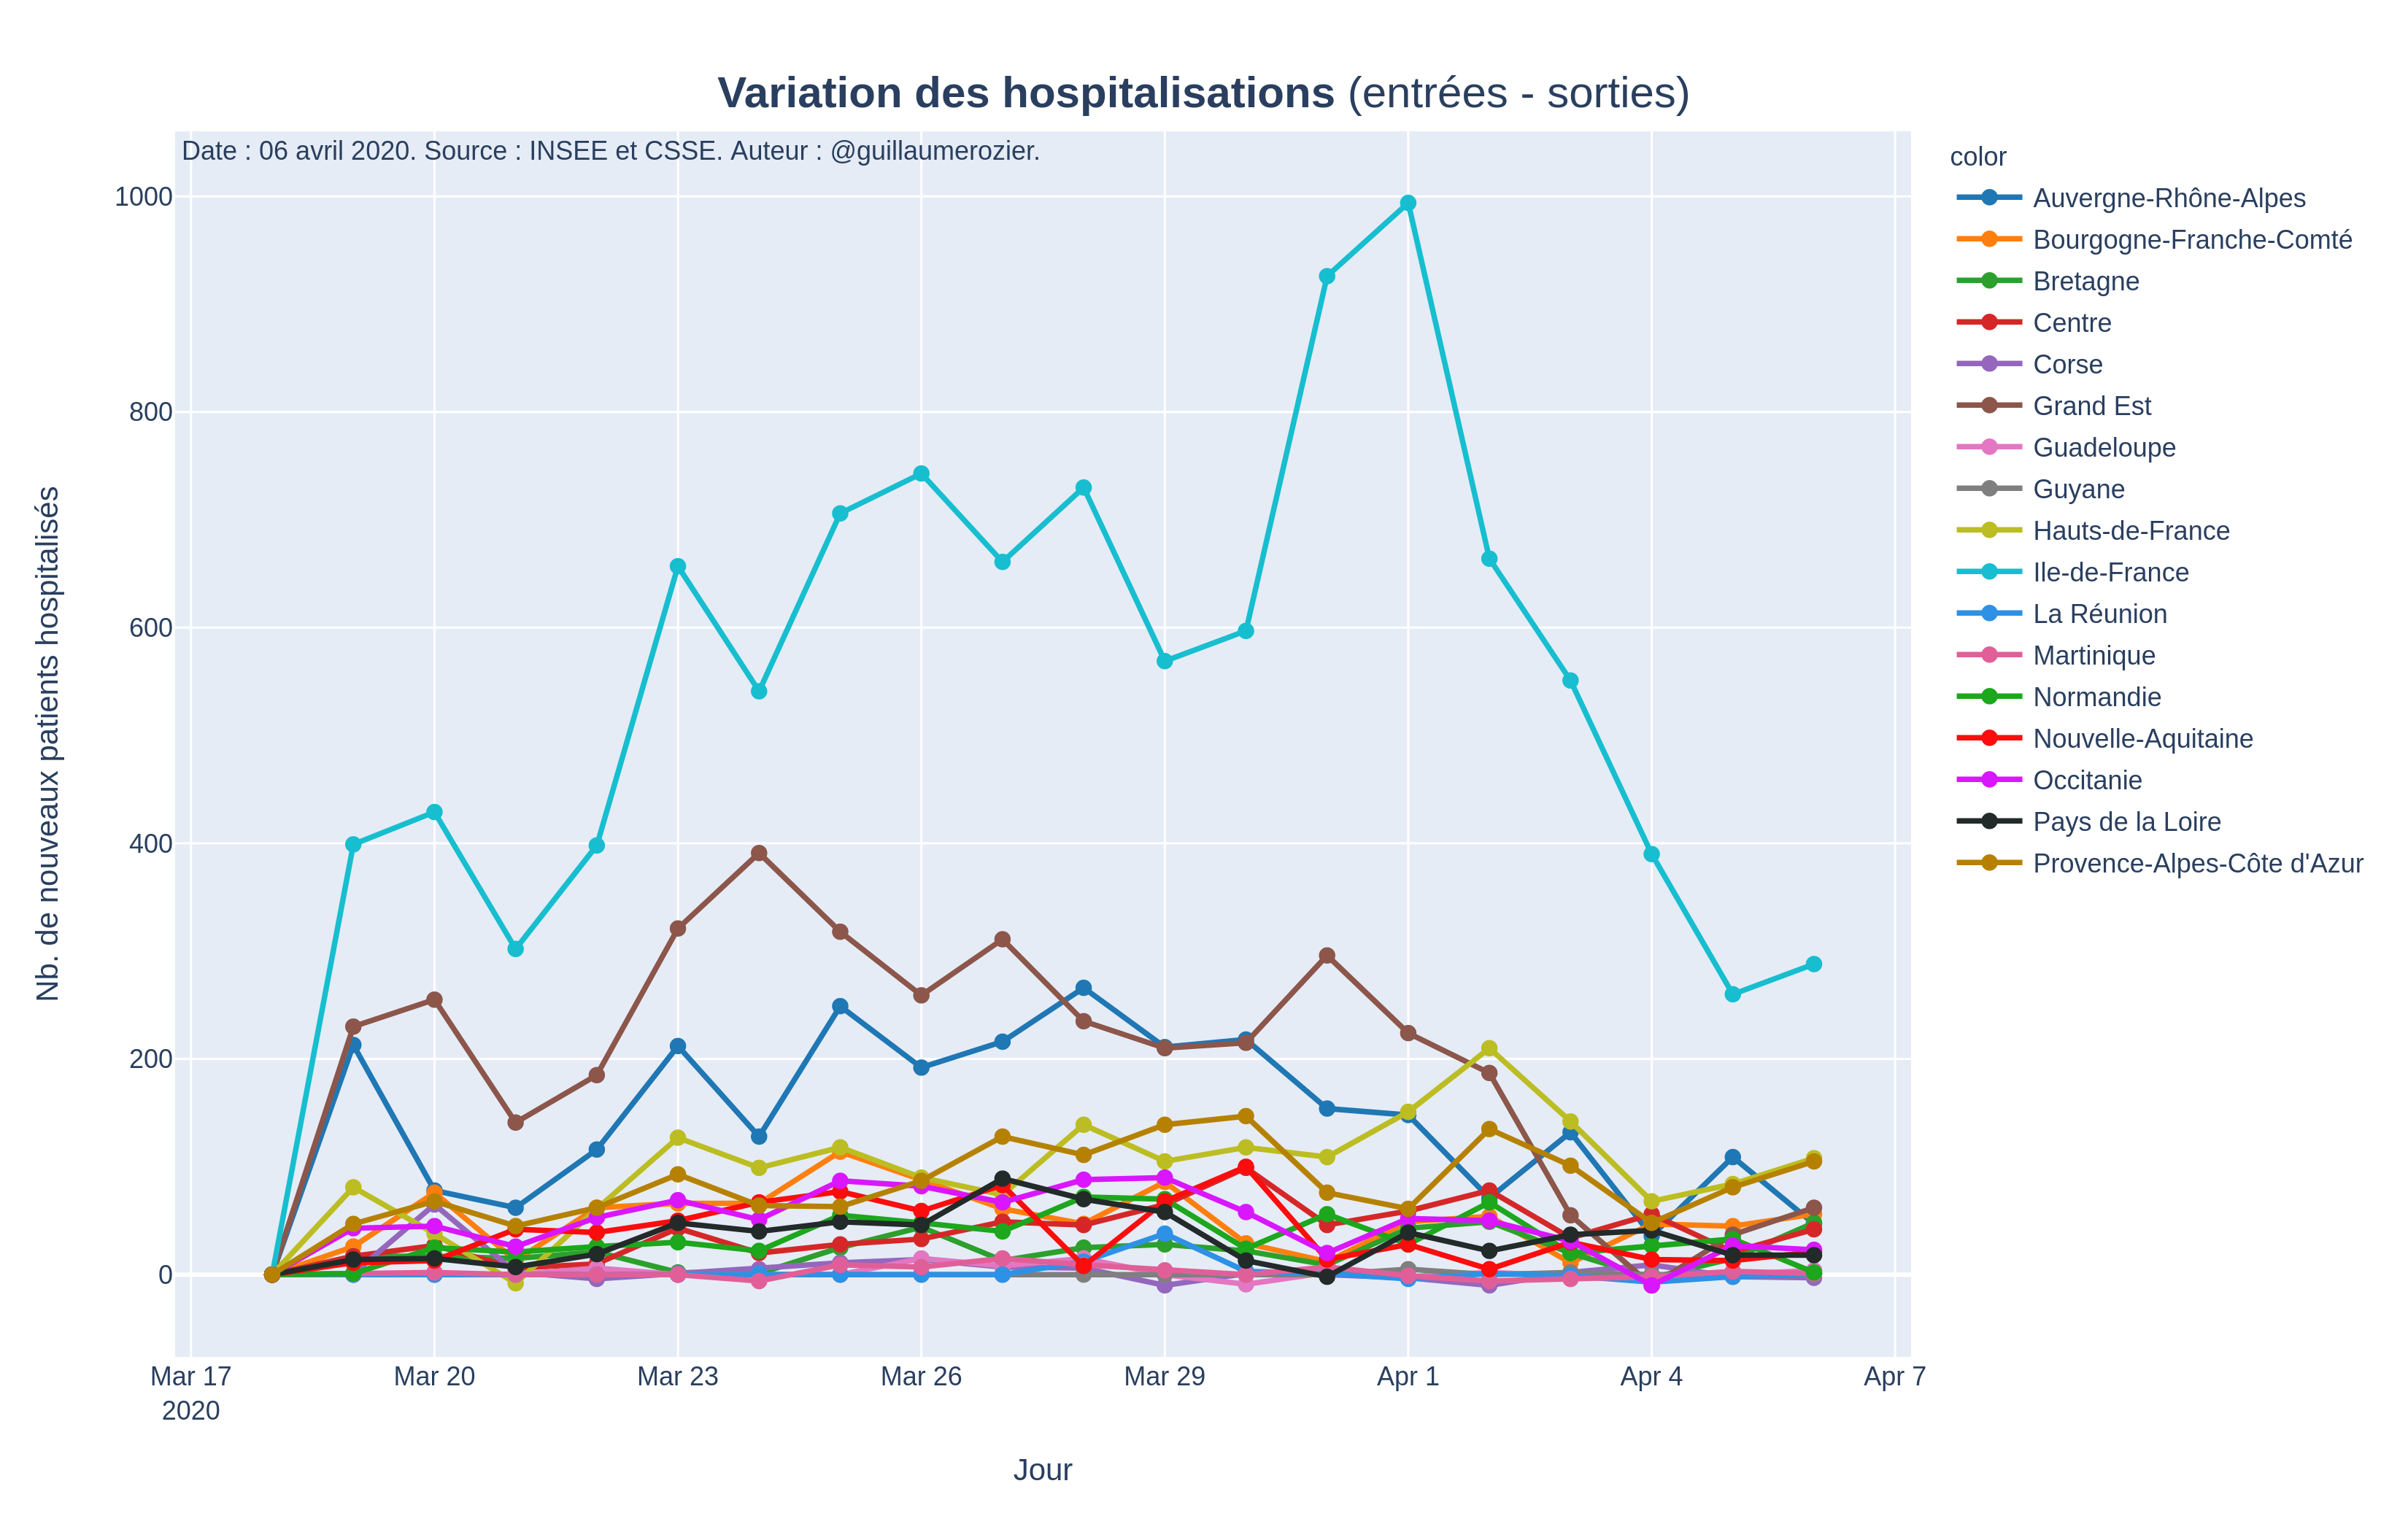 Variation des hospitalisations (entrées - sorties)
Date : 06 avril 2020. Source : INSEE et CSSE. Auteur : @guillaumerozier.
color
Auvergne-Rhône-Alpes
Bourgogne-Franche-Comté
Bretagne
Centre
Corse
Grand Est
Guadeloupe
Guyane
Hauts-de-France
Ile-de-France
La Réunion
Martinique
Normandie
Nouvelle-Aquitaine
Occitanie
Pays de la Loire
Provence-Alpes-Côte d'Azur
Nb. de nouveaux patients hospitalisés
1000
800
600
400
200
0
Mar 17 Mar 20 Mar 23 Mar 26 Mar 29 Apr 1 Apr 4 Apr 7
2020
Jour